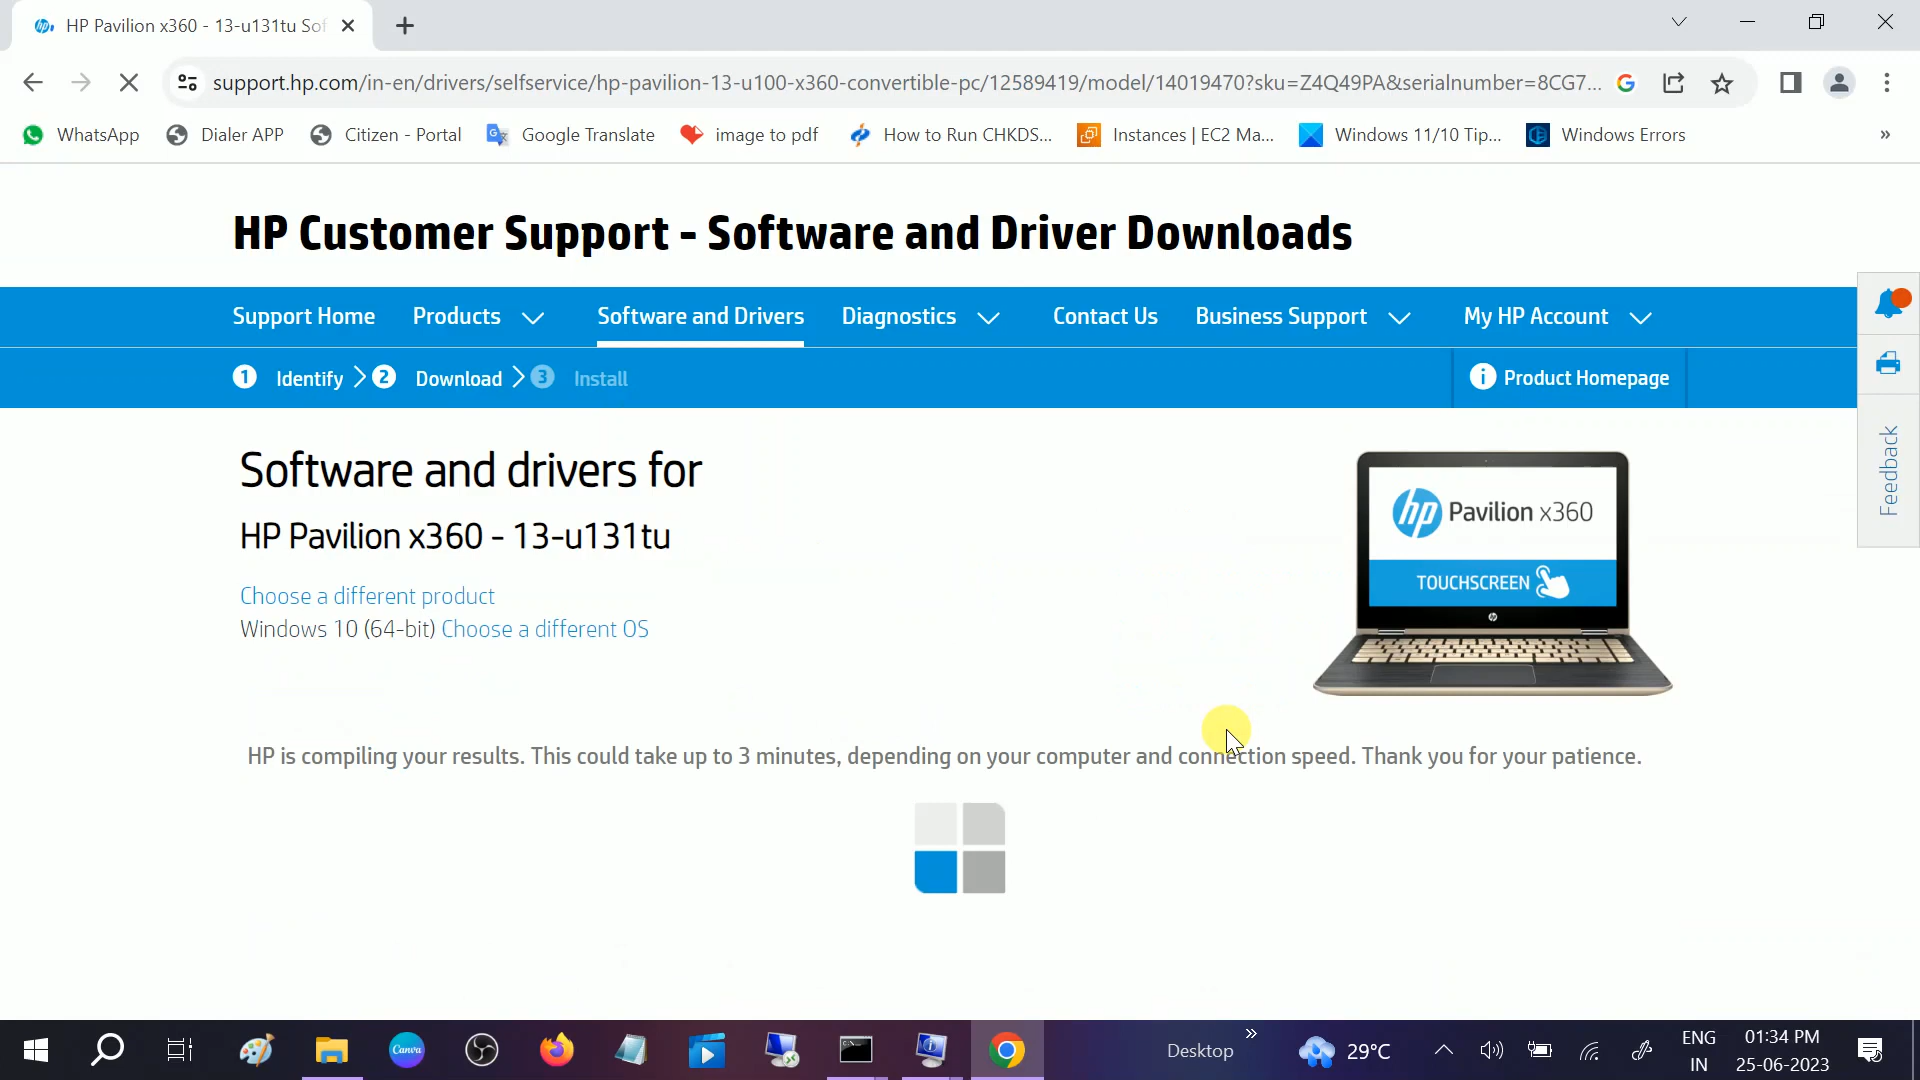 HP Pavilion x360 - 13-u131tu Sof
support.hp.com/in-en/drivers/selfservice/hp-pavilion-13-u100-x360-convertible-pc/12589419/model/14019470?sku=Z4Q49PA&serialnumber=8CG7...
WhatsApp Dialer APP Citizen - Portal Google Translate image to pdf How to Run CHKDS... Instances | EC2 Ma... Windows 11/10 Tip... Windows Errors »
HP Customer Support - Software and Driver Downloads
Support Home Products Software and Drivers Diagnostics Contact Us Business Support My HP Account
1 Identify 2 Download 3 Install Product Homepage
Feedback
Software and drivers for
HP Pavilion x360 - 13-u131tu
Choose a different product
Windows 10 (64-bit) Choose a different OS
hp Pavilion x360
TOUCHSCREEN
HP is compiling your results. This could take up to 3 minutes, depending on your computer and connection speed. Thank you for your patience.
Canva
Desktop » 29°C
ENG
IN
01:34 PM
25-06-2023